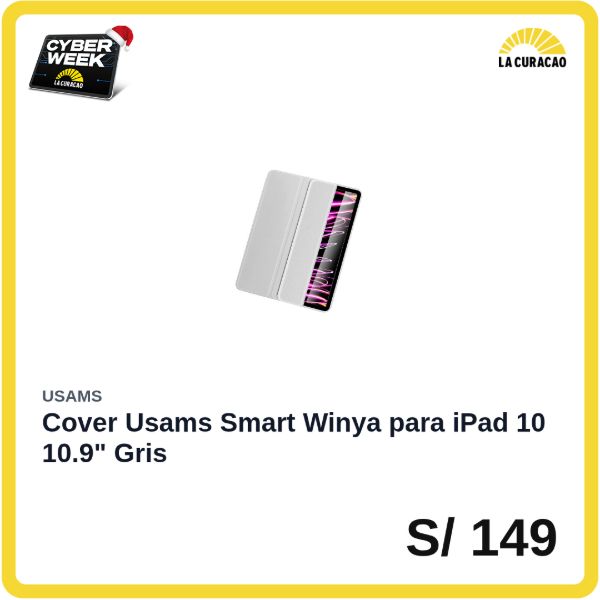 CYBER
WEEK
LA CURACAO
LA CURACAO
USAMS
Cover Usams Smart Winya para iPad 10
10.9" Gris
S/ 149